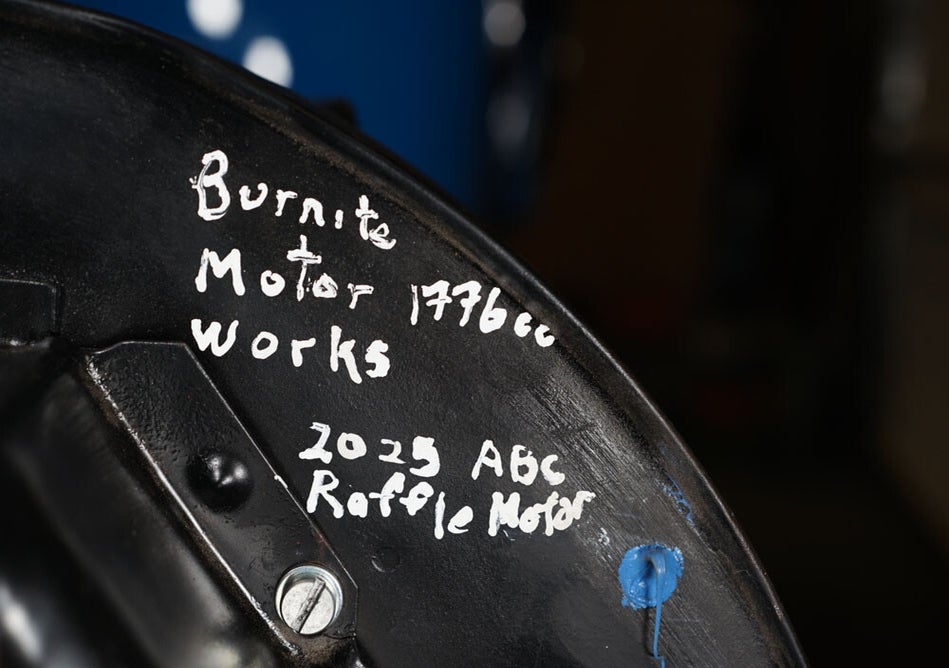 Burnite
Motor 1776cc
Works
2025 ABC
Raffle Motor